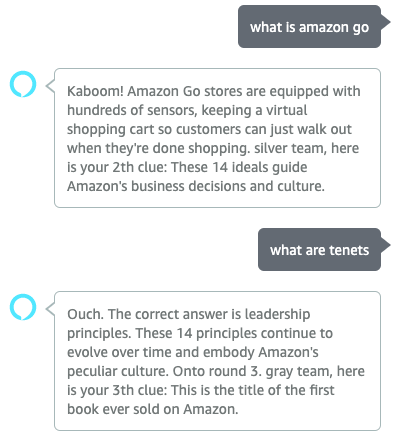 what is amazon go
Kaboom! Amazon Go stores are equipped with
hundreds of sensors, keeping a virtual
shopping cart so customers can just walk out
when they're done shopping. silver team, here
is your 2th clue: These 14 ideals guide
Amazon's business decisions and culture.
what are tenets
Ouch. The correct answer is leadership
principles. These 14 principles continue to
evolve over time and embody Amazon's
peculiar culture. Onto round 3. gray team, here
is your 3th clue: This is the title of the first
book ever sold on Amazon.